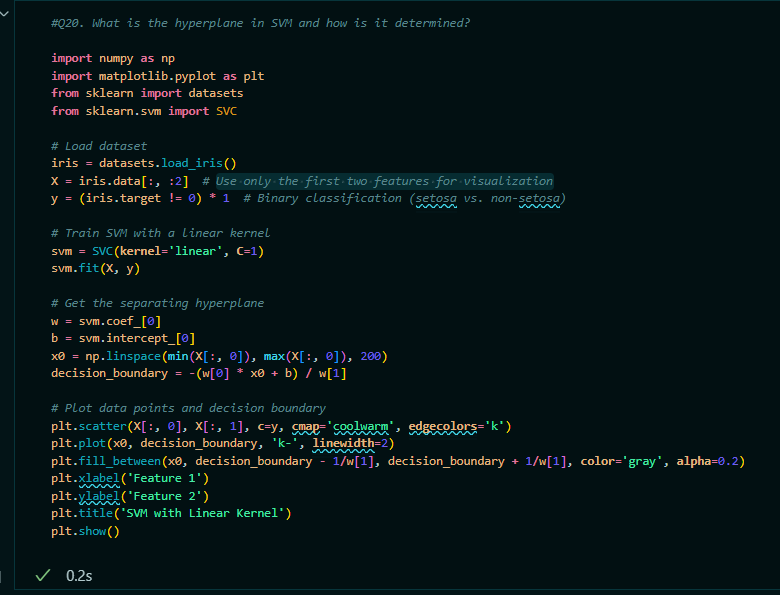 #Q20. What is the hyperplane in SVM and how is it determined?
import numpy as np
import matplotlib.pyplot as plt
from sklearn import datasets
from sklearn.svm import SVC
# Load dataset
iris = datasets.load_iris()
X = iris.data[:, :2]  # Use only the first two features for visualization
y = (iris.target != 0) * 1  # Binary classification (setosa vs. non-setosa)
# Train SVM with a linear kernel
svm = SVC(kernel='linear', C=1)
svm.fit(X, y)
# Get the separating hyperplane
w = svm.coef_[0]
b = svm.intercept_[0]
x0 = np.linspace(min(X[:, 0]), max(X[:, 0]), 200)
decision_boundary = -(w[0] * x0 + b) / w[1]
# Plot data points and decision boundary
plt.scatter(X[:, 0], X[:, 1], c=y, cmap='coolwarm', edgecolors='k')
plt.plot(x0, decision_boundary, 'k-', linewidth=2)
plt.fill_between(x0, decision_boundary - 1/w[1], decision_boundary + 1/w[1], color='gray', alpha=0.2)
plt.xlabel('Feature 1')
plt.ylabel('Feature 2')
plt.title('SVM with Linear Kernel')
plt.show()
0.2s